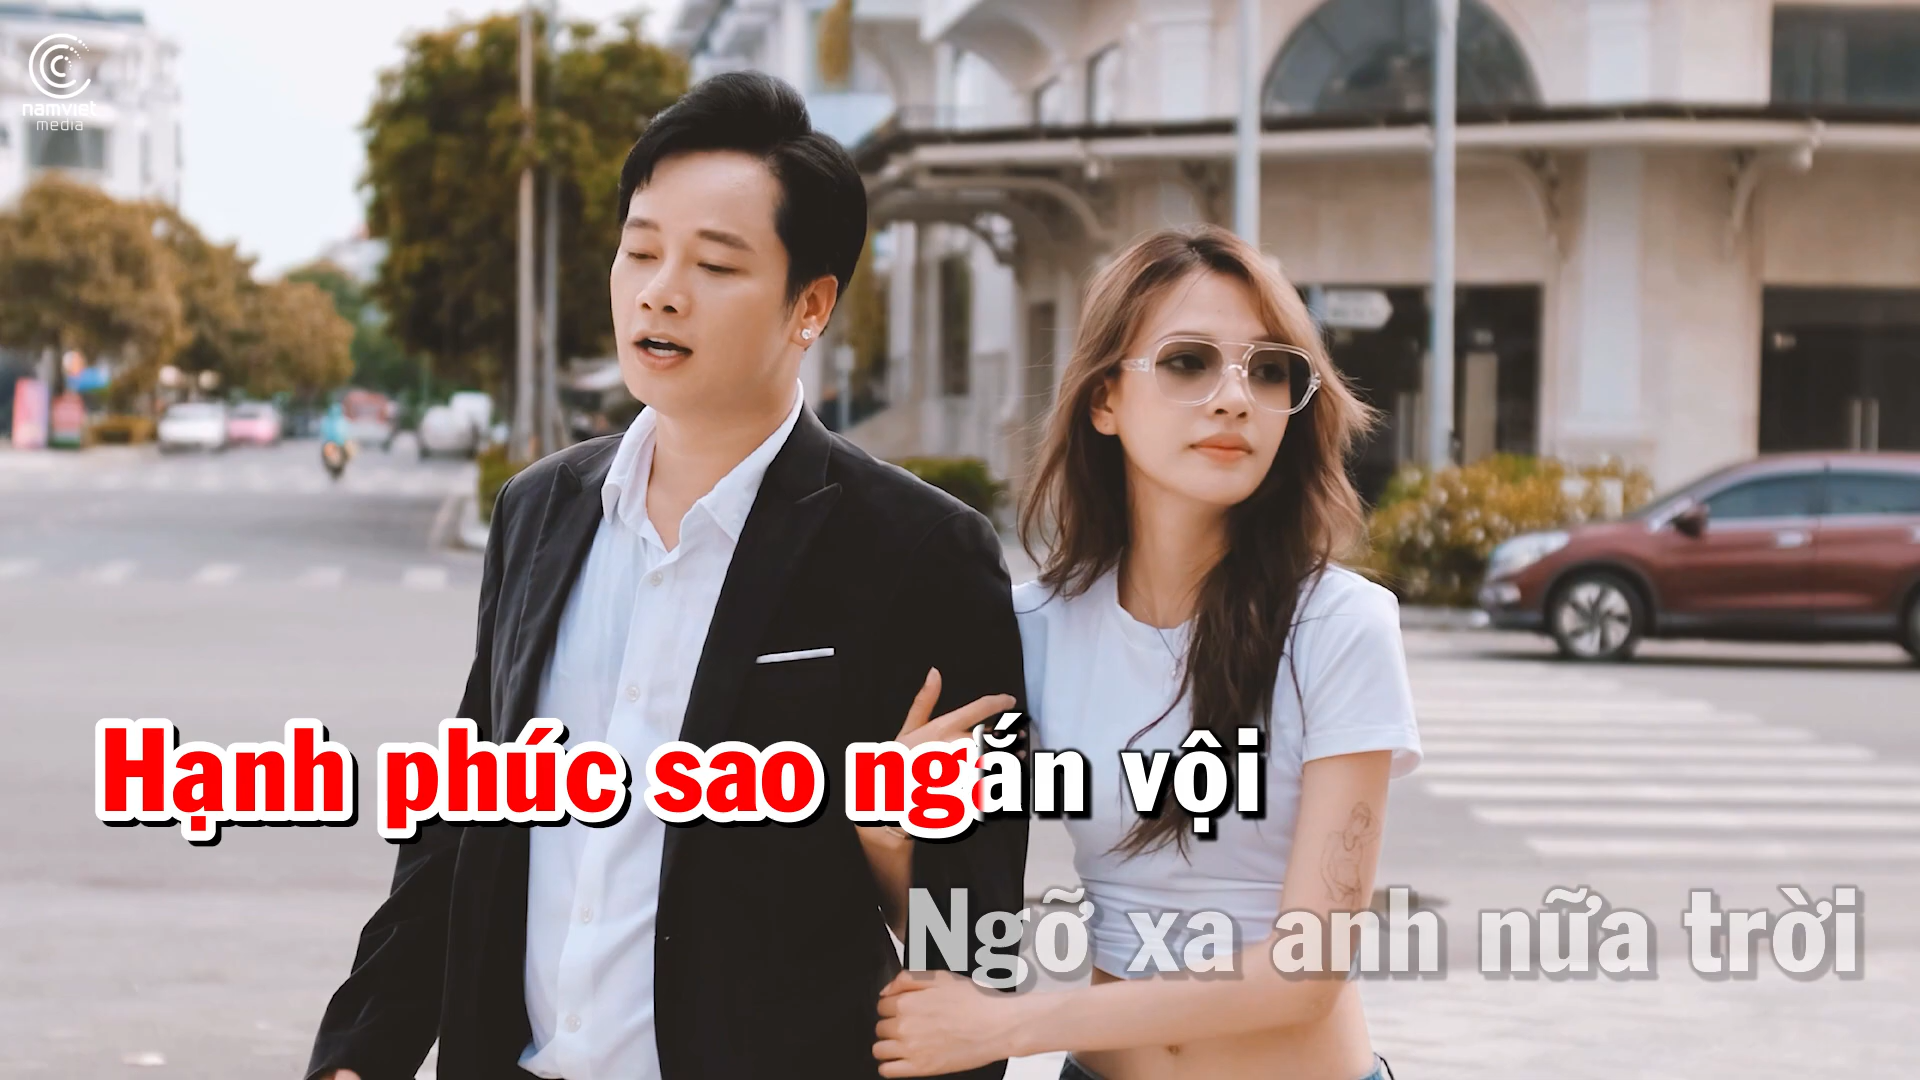 namviet
media
Hạnh phúc sao ngắn vội
Ngỡ xa anh nữa trời